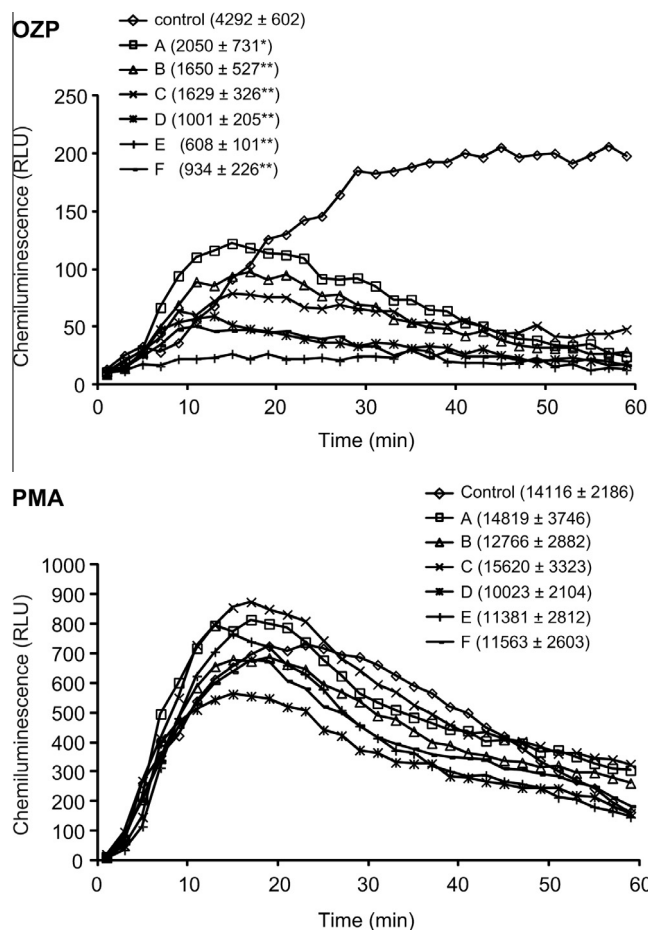 OZP
control (4292 ± 602)
A (2050 ± 731*)
B (1650 ± 527**)
C (1629 ± 326**)
D (1001 ± 205**)
E (608 ± 101**)
F (934 ± 226**)
Chemiluminescence (RLU)
250
200
150
100
50
0
0 10 20 30 40 50 60
Time (min)
PMA
Control (14116 ± 2186)
A (14819 ± 3746)
B (12766 ± 2882)
C (15620 ± 3323)
D (10023 ± 2104)
E (11381 ± 2812)
F (11563 ± 2603)
Chemiluminescence (RLU)
1000
900
800
700
600
500
400
300
200
100
0
0 10 20 30 40 50 60
Time (min)